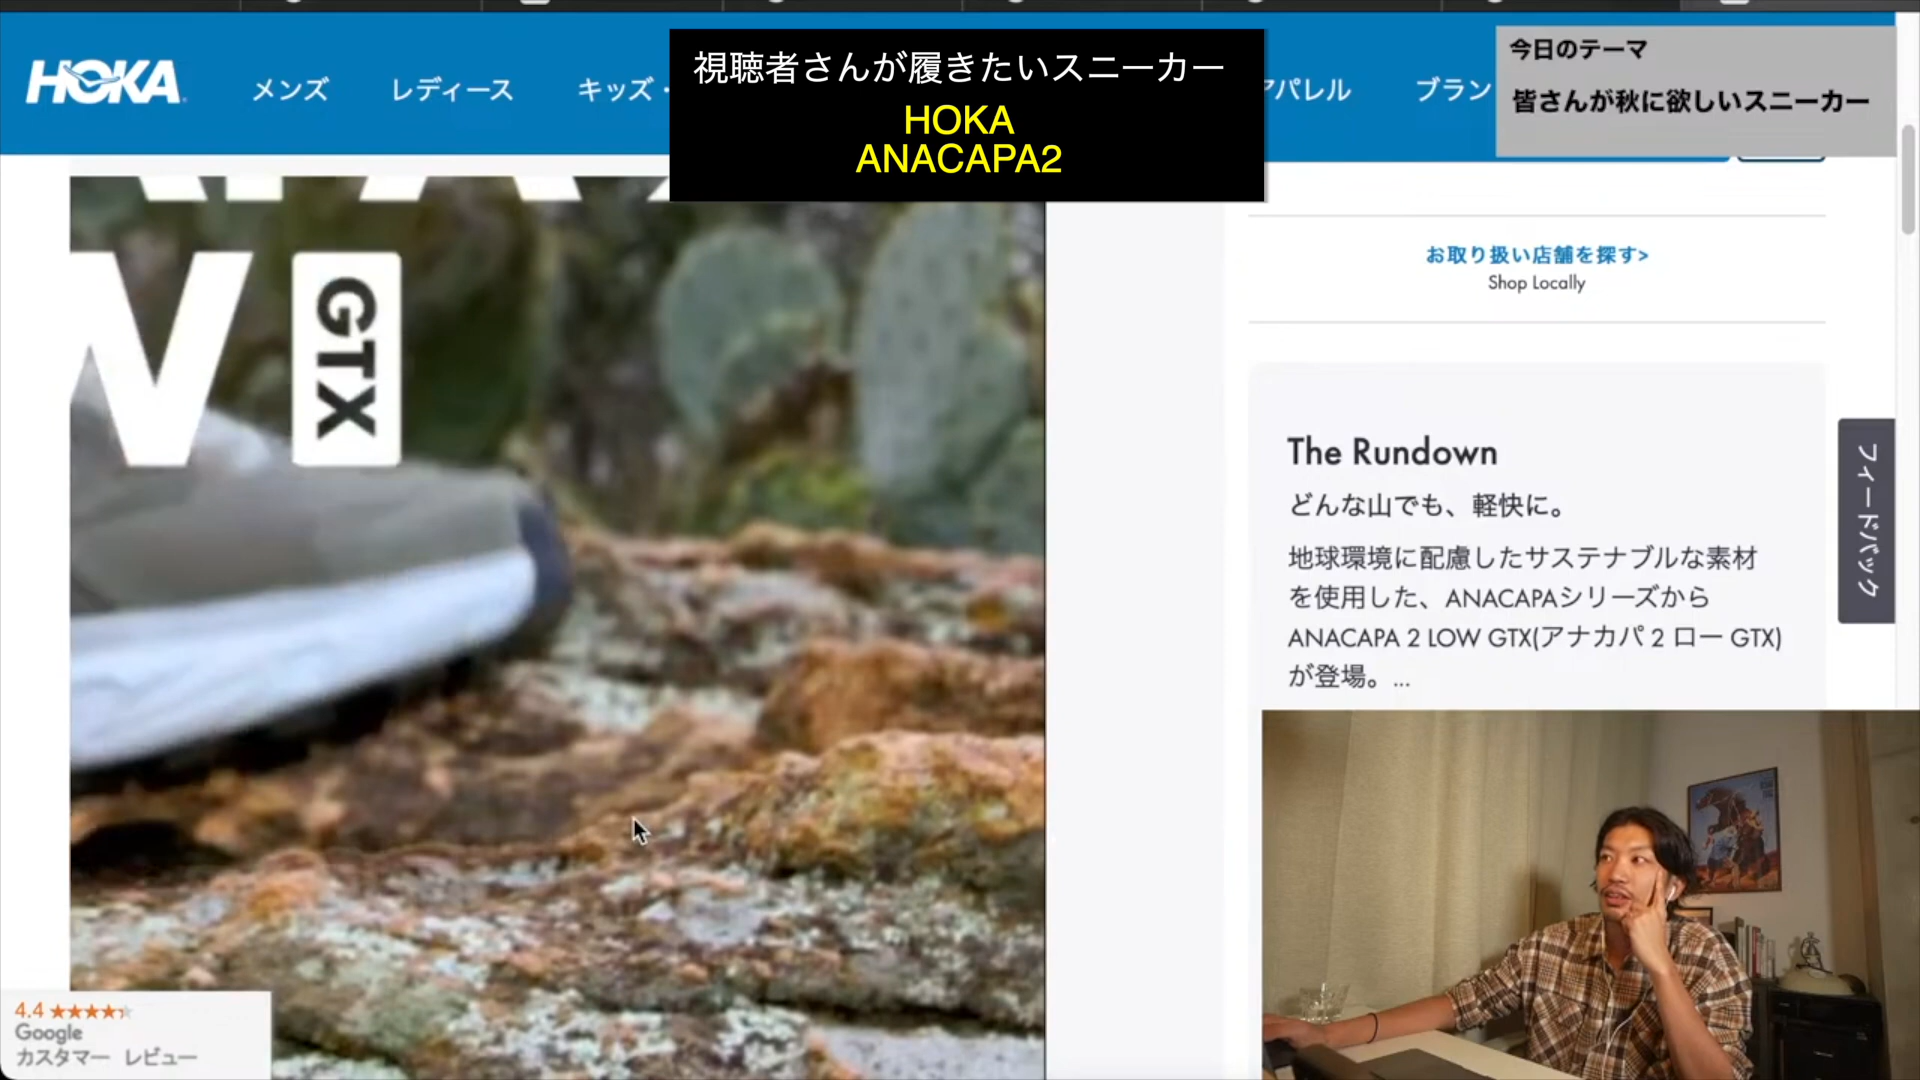 HOKA
メンズ
レディース
キッズ・
アパレル
ブラン
視聴者さんが履きたいスニーカー
HOKA
ANACAPA2
今日のテーマ
皆さんが秋に欲しいスニーカー
GTX
お取り扱い店舗を探す>
Shop Locally
The Rundown
どんな山でも、軽快に。
地球環境に配慮したサステナブルな素材
を使用した、ANACAPAシリーズから
ANACAPA 2 LOW GTX(アナカパ 2 ロー GTX)
が登場。...
フィードバック
4.4
Google
カスタマー レビュー